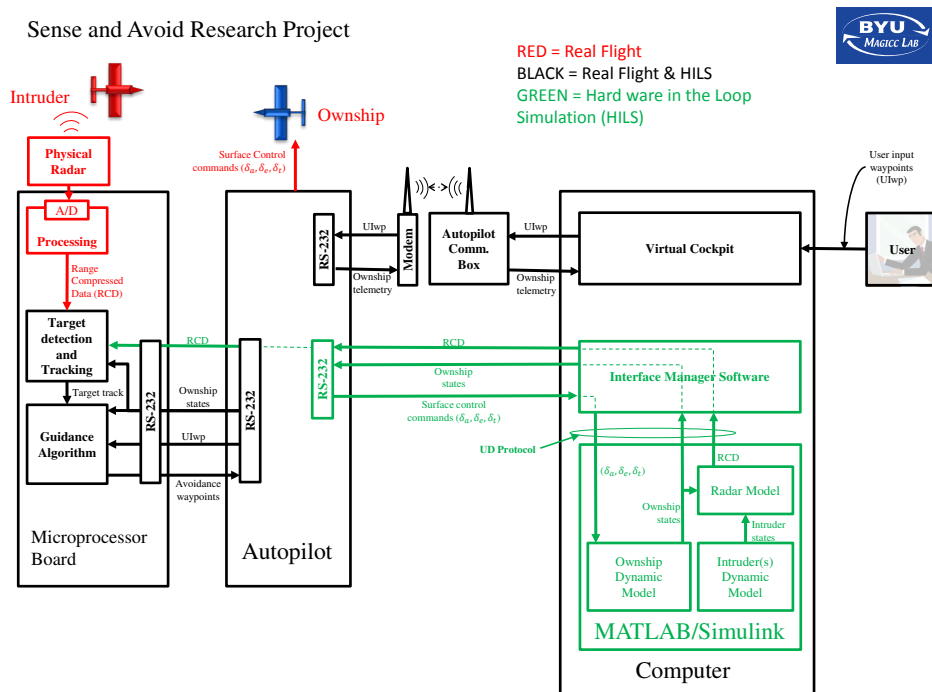 Sense and Avoid Research Project
BYU
MAGICC LAB
RED = Real Flight
BLACK = Real Flight & HILS
GREEN = Hard ware in the Loop
Simulation (HILS)
Intruder
Ownship
Physical
Radar
Surface Control
commands (δₐ, δₑ, δₜ)
User input
waypoints
(UIwp)
A/D
Processing
RS-232
UIwp
Ownship
telemetry
Modem
Autopilot
Comm.
Box
UIwp
Ownship
telemetry
Virtual Cockpit
User
Range
Compressed
Data (RCD)
Target
detection and
Tracking
Target track
Guidance
Algorithm
RS-232
RCD
Ownship
states
UIwp
Avoidance
waypoints
RS-232
RS-232
RCD
Ownship
states
Surface control
commands (δₐ, δₑ, δₜ)
Interface Manager Software
UD Protocol
(δₐ, δₑ, δₜ)
RCD
Radar Model
Ownship
states
Intruder
states
Ownship
Dynamic
Model
Intruder(s)
Dynamic
Model
MATLAB/Simulink
Microprocessor
Board
Autopilot
Computer